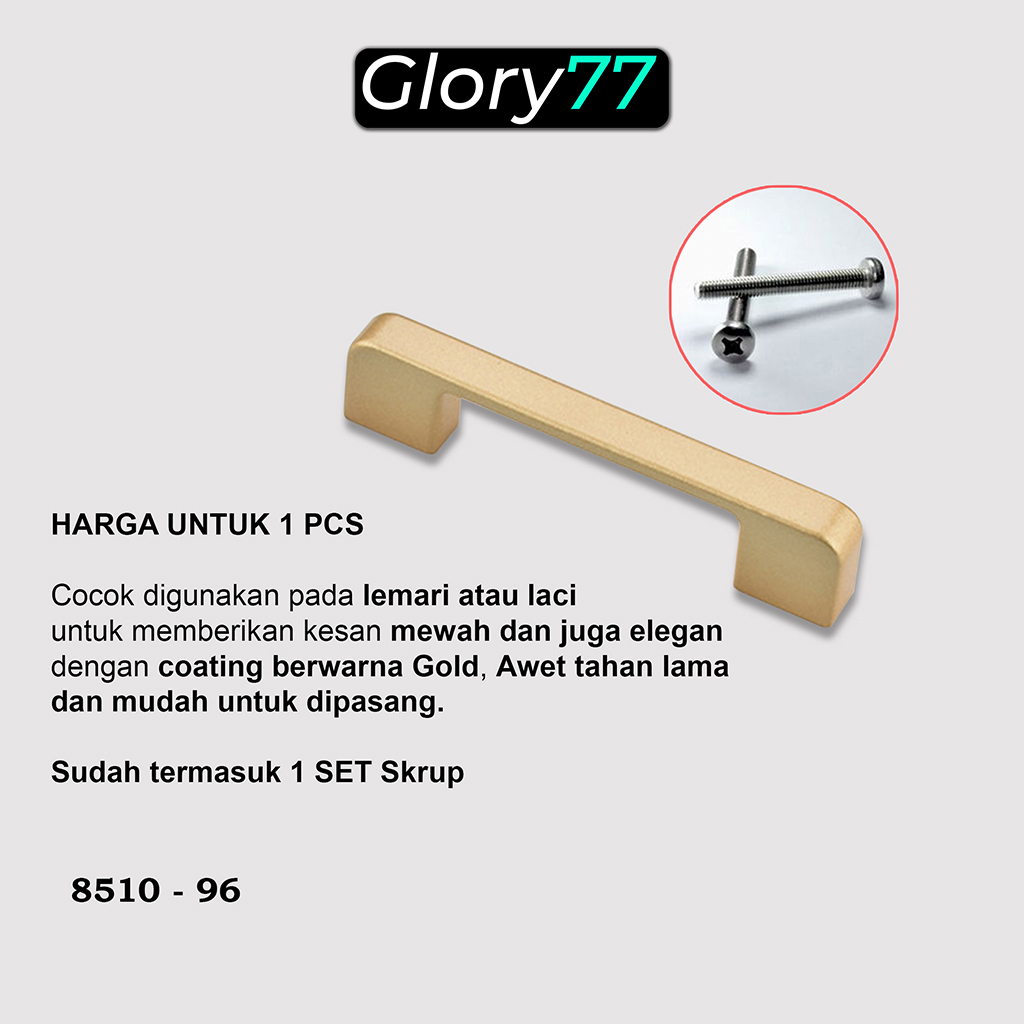 Glory77
HARGA UNTUK 1 PCS
Cocok digunakan pada lemari atau laci
untuk memberikan kesan mewah dan juga elegan
dengan coating berwarna Gold, Awet tahan lama
dan mudah untuk dipasang.
Sudah termasuk 1 SET Skrup
8510 - 96